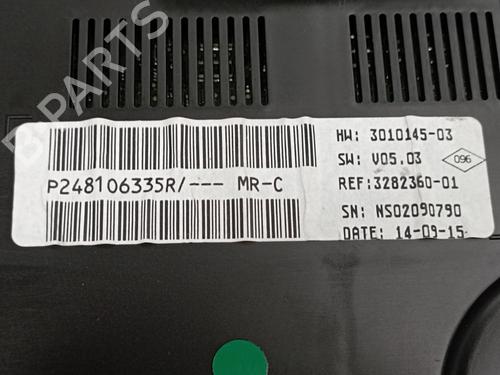 B PARTS
P248106335R/--- MR-C
HW: 3010145-03
SW: V05.03
096
REF:3282360-01
SN: NS02090790
DATE: 14-09-15